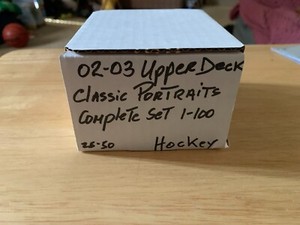 02-03 Upper Deck
Classic Portraits
Complete Set 1-100
25-50 Hockey